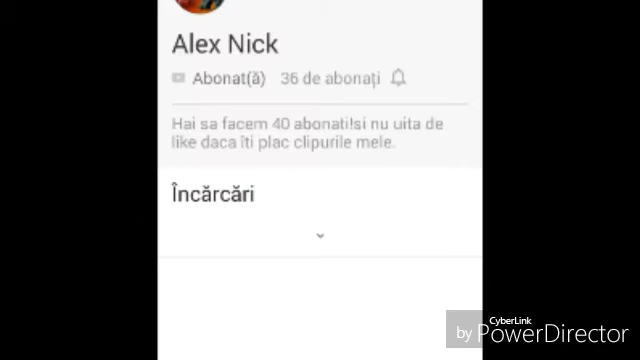 Alex Nick
Abonat(ă) 36 de abonați
Hai sa facem 40 abonati!si nu uita de
like daca îti plac clipurile mele.
Încărcări
CyberLink
by PowerDirector